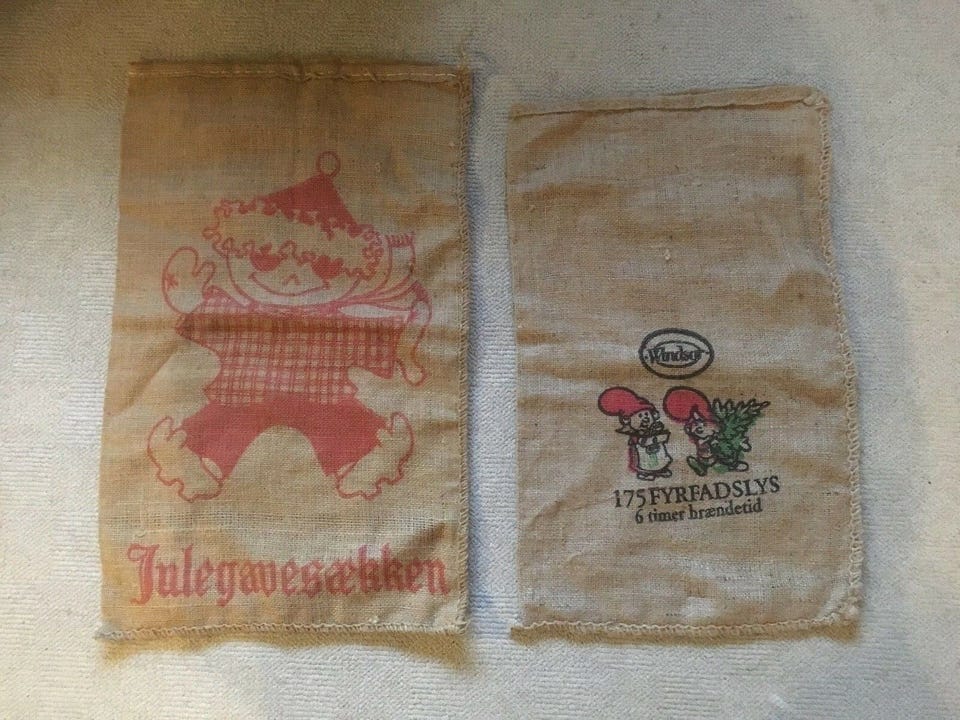 Julegavesækken
Windsor
175 FYRFADSLYS
6 timer brændetid